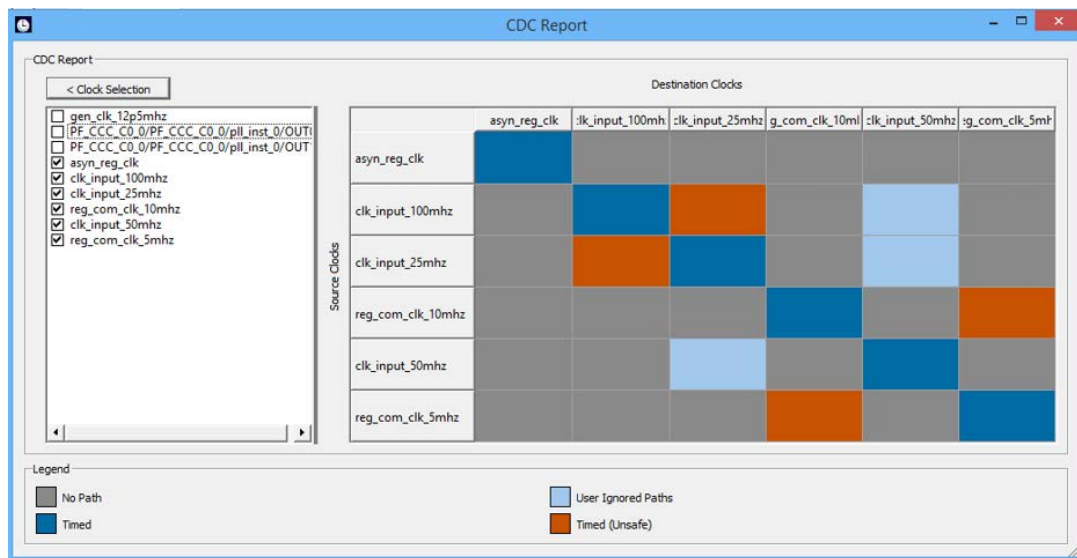 CDC Report
CDC Report
< Clock Selection
Destination Clocks
gen_clk_12p5mhz
PF_CCC_C0_0/PF_CCC_C0_0/pll_inst_0/OUT
PF_CCC_C0_0/PF_CCC_C0_0/pll_inst_0/OUT
asyn_reg_clk
clk_input_100mhz
clk_input_25mhz
reg_com_clk_10mhz
clk_input_50mhz
reg_com_clk_5mhz
Source Clocks
asyn_reg_clk :lk_input_100mh. :lk_input_25mhz g_com_clk_10ml :lk_input_50mhz :g_com_clk_5mh
asyn_reg_clk
clk_input_100mhz
clk_input_25mhz
reg_com_clk_10mhz
clk_input_50mhz
reg_com_clk_5mhz
Legend
No Path
User Ignored Paths
Timed
Timed (Unsafe)